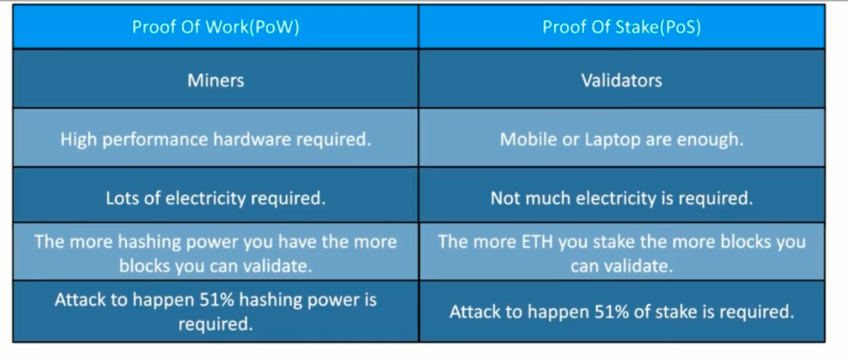 Proof Of Work(PoW)
Proof Of Stake(PoS)
Miners
Validators
High performance hardware required.
Mobile or Laptop are enough.
Lots of electricity required.
Not much electricity is required.
The more hashing power you have the more
blocks you can validate.
The more ETH you stake the more blocks you
can validate.
Attack to happen 51% hashing power is
required.
Attack to happen 51% of stake is required.